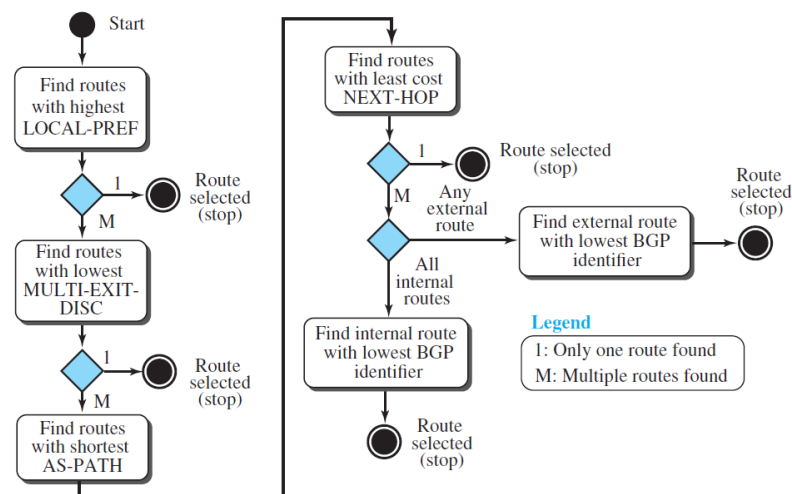 Start
Find routes
with highest
LOCAL-PREF
1
Route
selected
(stop)
M
Find routes
with lowest
MULTI-EXIT-
DISC
1
Route
selected
(stop)
M
Find routes
with shortest
AS-PATH
Find routes
with least cost
NEXT-HOP
1
Route selected
(stop)
M
Any
external
route
Find external route
with lowest BGP
identifier
Route
selected
(stop)
All
internal
routes
Find internal route
with lowest BGP
identifier
Route
selected
(stop)
Legend
1: Only one route found
M: Multiple routes found